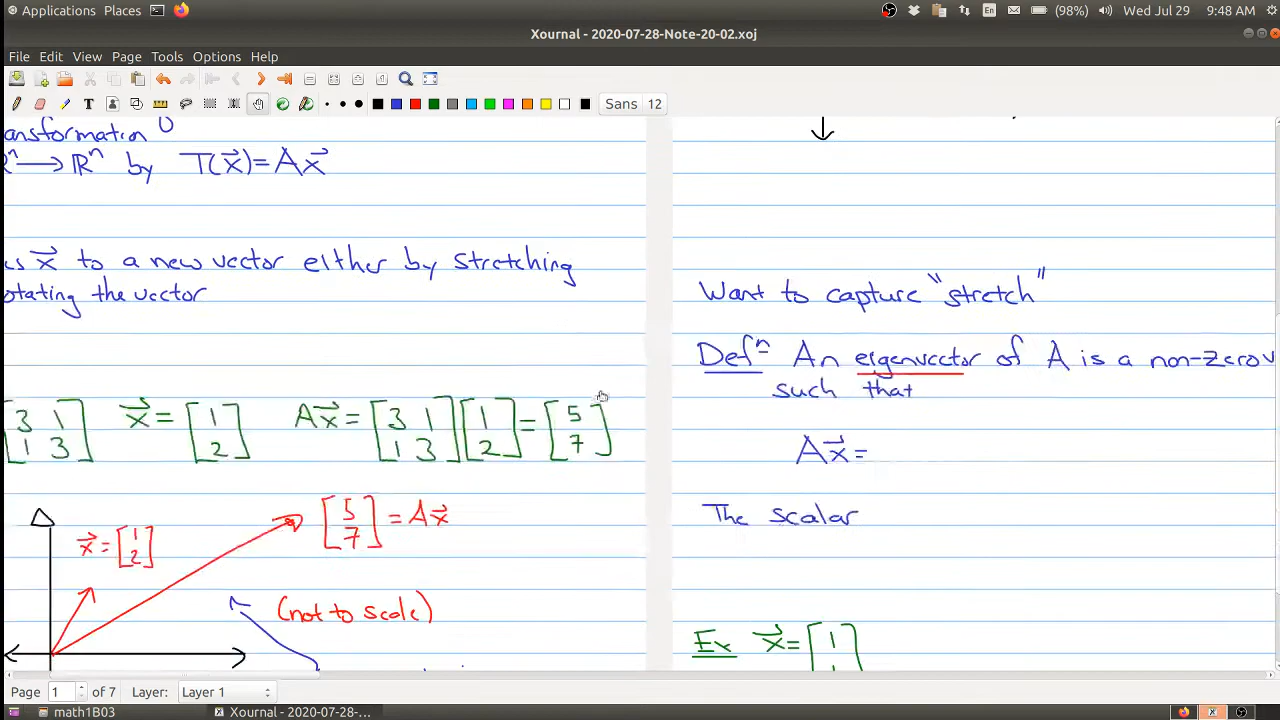 Applications Places En (98%) Wed Jul 29 9:48 AM
Xournal - 2020-07-28-Note-20-02.xoj
File Edit View Page Tools Options Help
Sans 12
ansformation
ℝⁿ → ℝⁿ by T(x⃗)=Ax⃗
x⃗ to a new vector either by stretching
otating the vector
[3 1; 1 3] x⃗ = [1; 2] Ax⃗ = [3 1; 1 3] [1; 2] = [5; 7]
x⃗ = [1; 2]
[5; 7] = Ax⃗
(not to scale)
Want to capture "stretch"
Defⁿ An eigenvector of A is a non-zero v
such that
Ax⃗ =
The scalar
Ex x⃗ = [1
Page 1 of 7 Layer: Layer 1
math1B03 Xournal - 2020-07-28-...